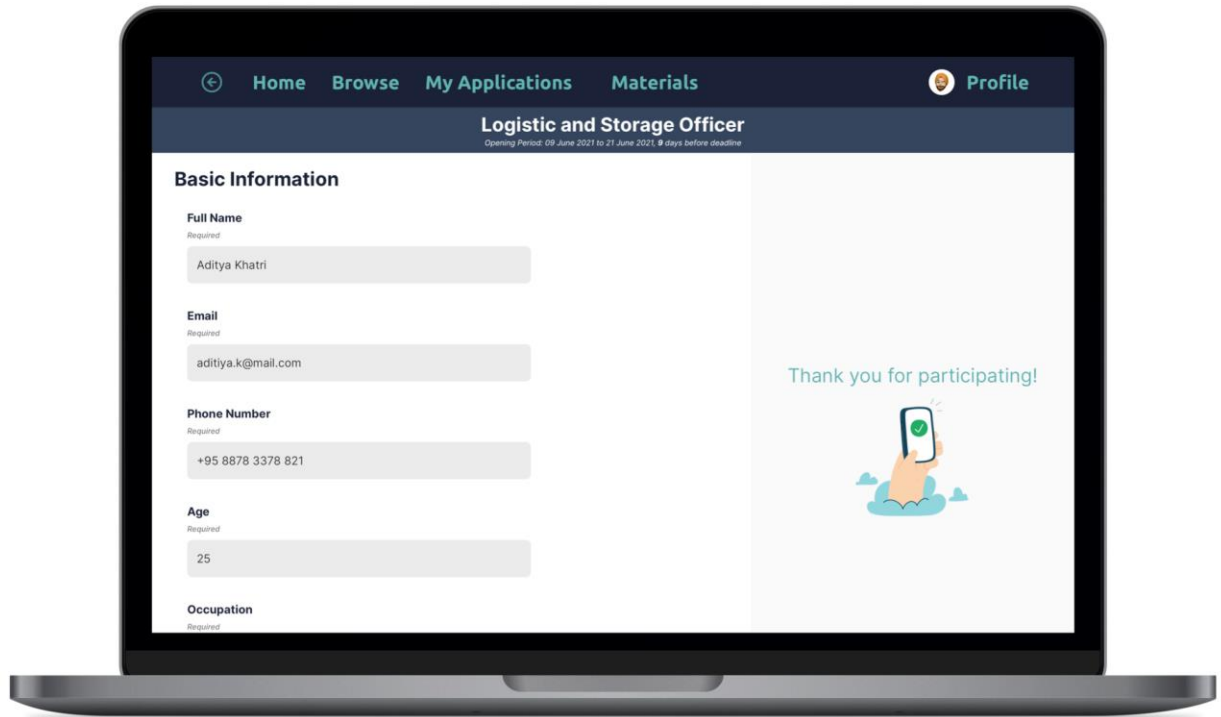 Home Browse My Applications Materials Profile
Logistic and Storage Officer
Opening Period: 09 June 2021 to 21 June 2021, 9 days before deadline
Basic Information
Full Name
Required
Aditya Khatri
Email
Required
aditiya.k@mail.com
Phone Number
Required
+95 8878 3378 821
Age
Required
25
Occupation
Required
Thank you for participating!